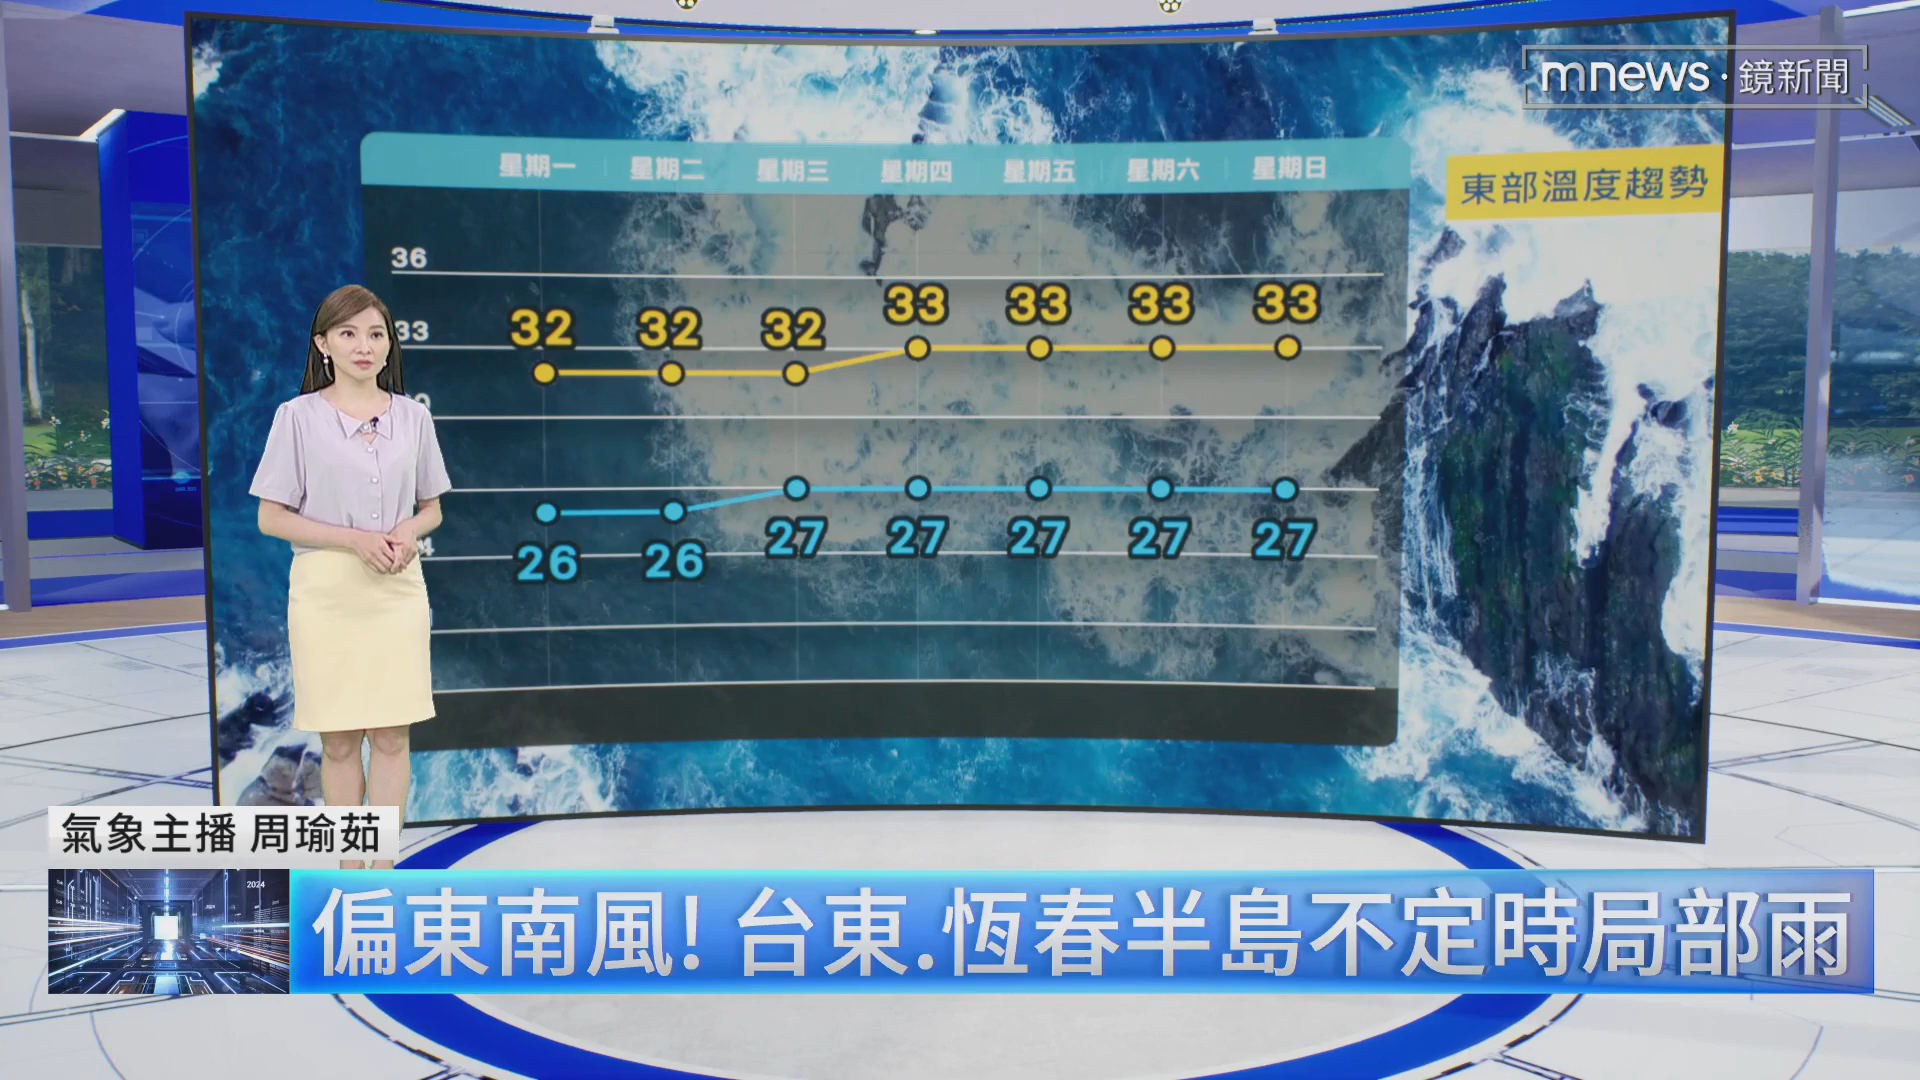 mnews·鏡新聞
星期一 星期二 星期三 星期四 星期五 星期六 星期日
東部溫度趨勢
36
33
32 32 32 33 33 33 33
26 26 27 27 27 27 27
氣象主播 周瑜茹
2024
偏東南風! 台東.恆春半島不定時局部雨